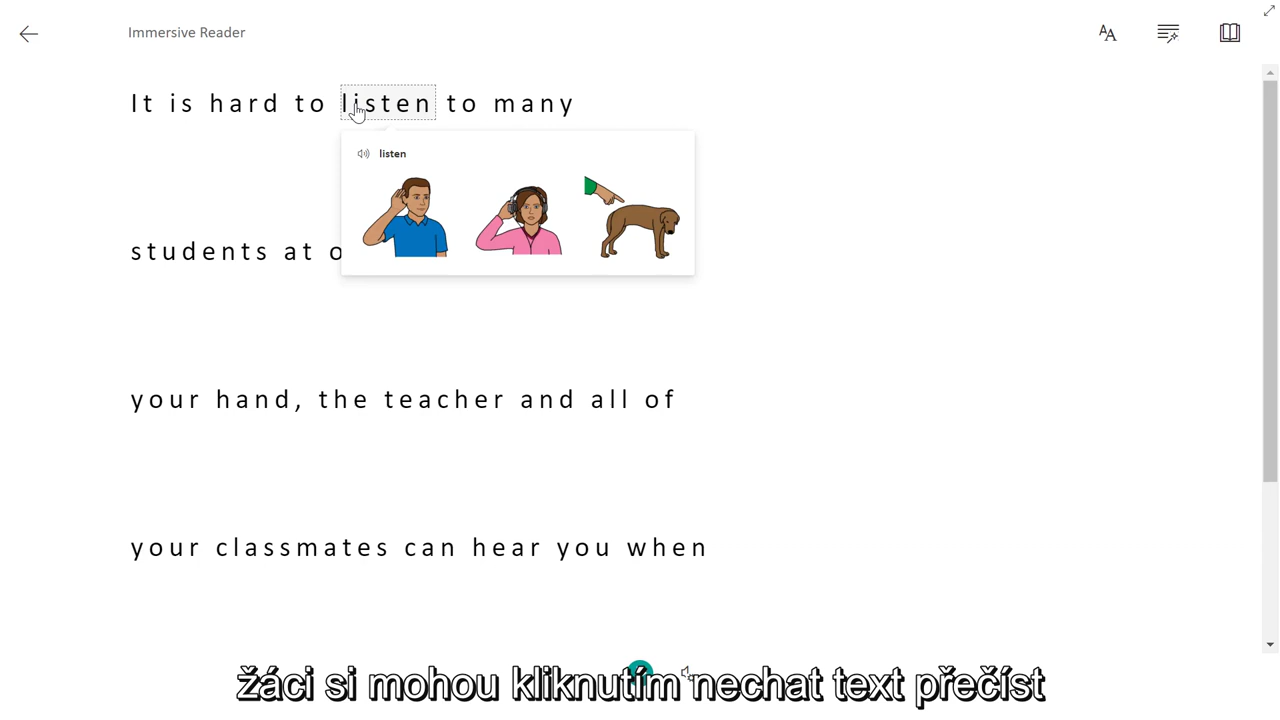 Immersive Reader
It is hard to listen to many
listen
students at o
your hand, the teacher and all of
your classmates can hear you when
žáci si mohou kliknutím nechat text přečíst